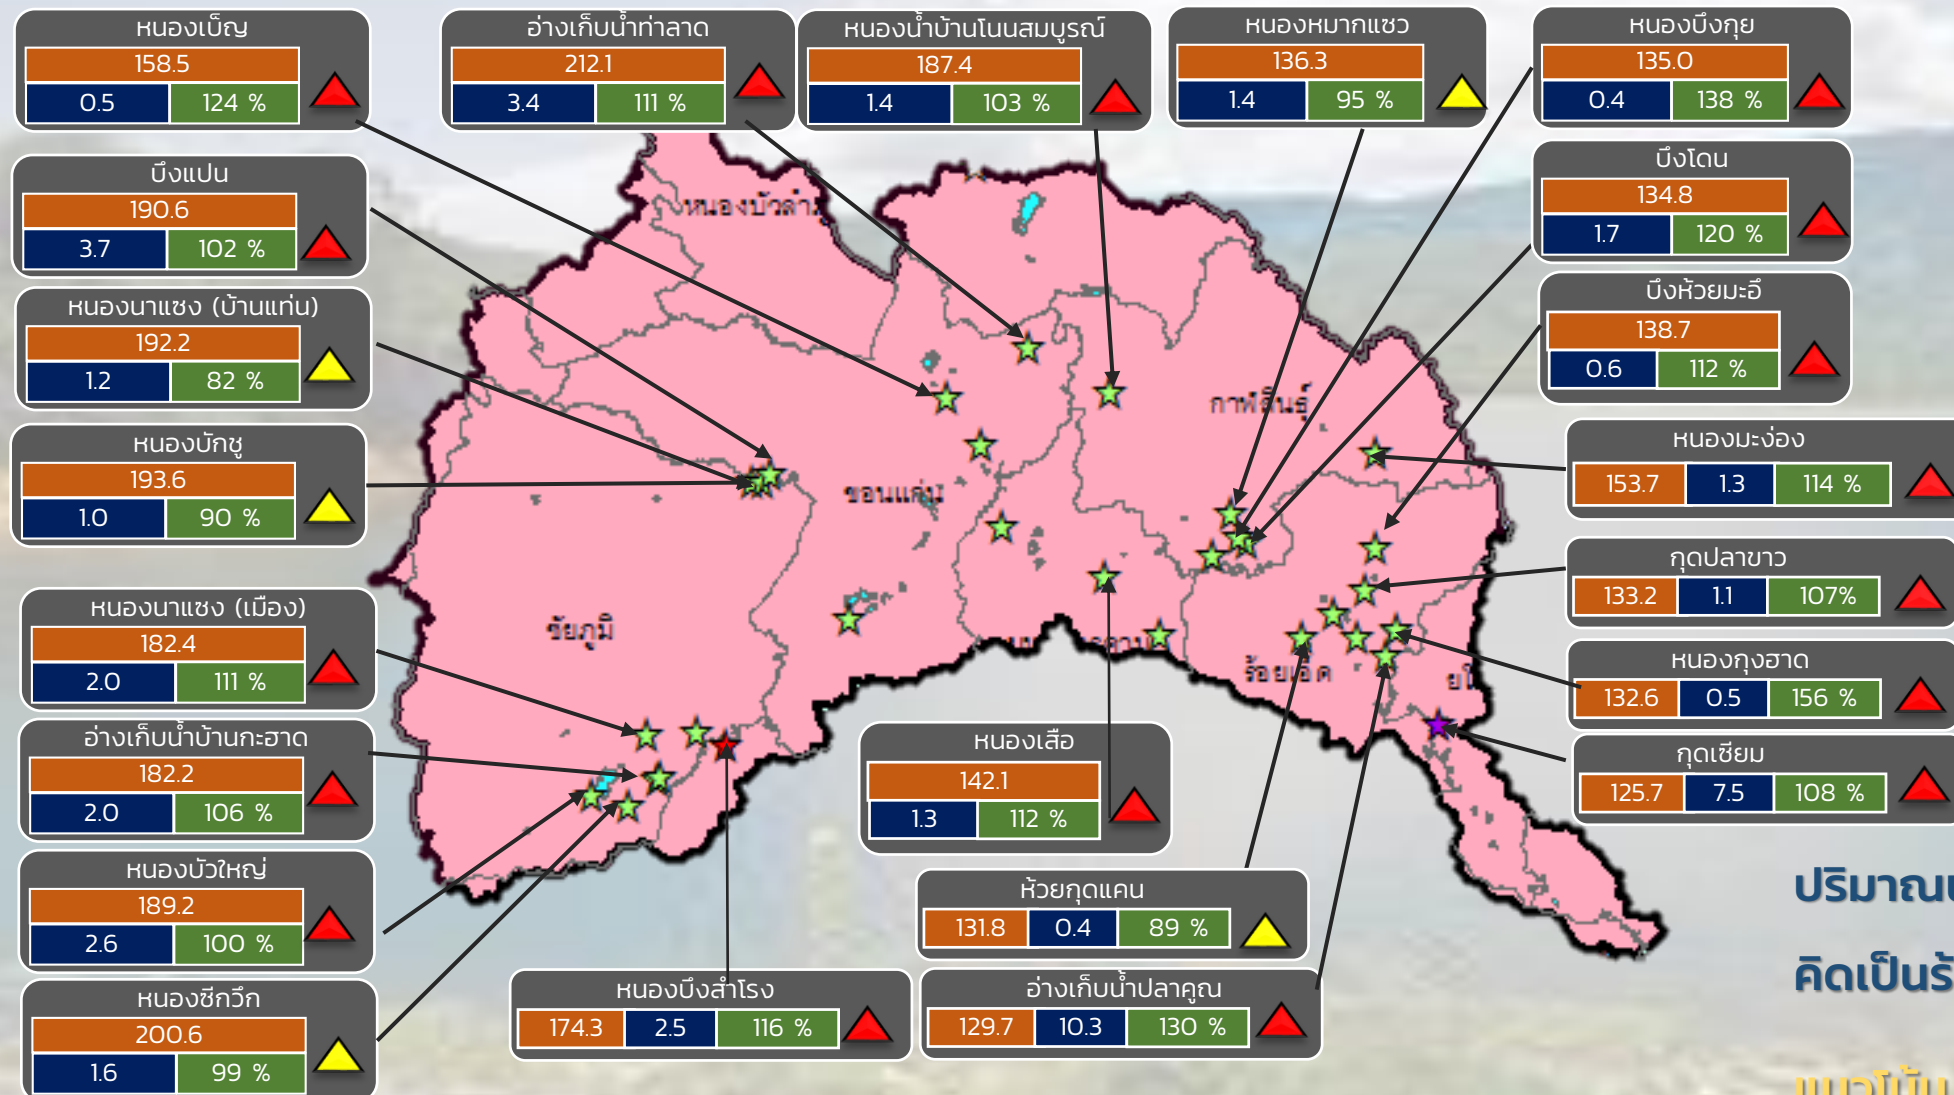 หนองเบ็ญ
158.5
0.5 124 %
อ่างเก็บน้ำท่าลาด
212.1
3.4 111 %
หนองน้ำบ้านโนนสมบูรณ์
187.4
1.4 103 %
หนองหมากแซว
136.3
1.4 95 %
หนองบึงกุย
135.0
0.4 138 %
บึงแปน
190.6
3.7 102 %
บึงโดน
134.8
1.7 120 %
หนองนาแซง (บ้านแท่น)
192.2
1.2 82 %
บึงห้วยมะอึ
138.7
0.6 112 %
หนองบักชู
193.6
1.0 90 %
หนองมะง่อง
153.7 1.3 114 %
กุดปลาขาว
133.2 1.1 107%
หนองนาแซง (เมือง)
182.4
2.0 111 %
หนองกุงฮาด
132.6 0.5 156 %
อ่างเก็บน้ำบ้านกะฮาด
182.2
2.0 106 %
หนองเสือ
142.1
1.3 112 %
กุดเซียม
125.7 7.5 108 %
หนองบัวใหญ่
189.2
2.6 100 %
ห้วยกุดแคน
131.8 0.4 89 %
หนองซีกวึก
200.6
1.6 99 %
หนองบึงสำโรง
174.3 2.5 116 %
อ่างเก็บน้ำปลาคูณ
129.7 10.3 130 %
กาฬสินธุ์
ขอนแก่น
ชัยภูมิ
ร้อยเอ็ด
แนวโน้ม